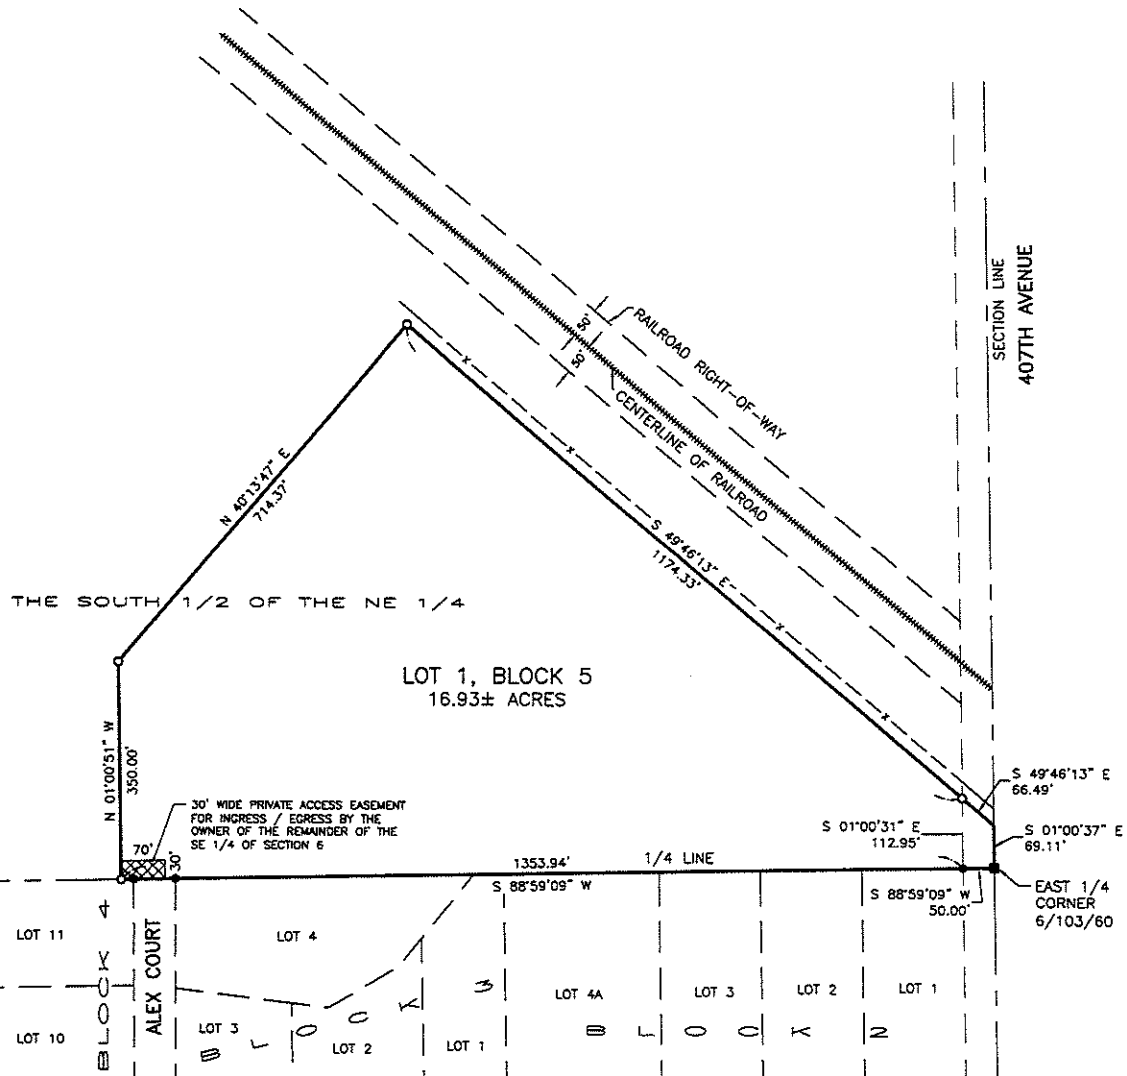 SECTION LINE
407TH AVENUE
50'
50'
RAILROAD RIGHT-OF-WAY
CENTERLINE OF RAILROAD
N 40°13'47" E
714.37'
S 49°46'13" E
1174.33'
THE SOUTH 1/2 OF THE NE 1/4
LOT 1, BLOCK 5
16.93± ACRES
N 01°00'51" W
350.00'
30' WIDE PRIVATE ACCESS EASEMENT
FOR INGRESS / EGRESS BY THE
OWNER OF THE REMAINDER OF THE
SE 1/4 OF SECTION 6
70'
30'
S 49°46'13" E
66.49'
S 01°00'31" E
112.95'
S 01°00'37" E
69.11'
1353.94'
1/4 LINE
S 88°59'09" W
S 88°59'09" W
50.00'
EAST 1/4
CORNER
6/103/60
LOT 11
BLOCK 4
ALEX COURT
LOT 4
LOT 4A
LOT 3
LOT 2
LOT 1
LOT 10
LOT 3
LOT 2
LOT 1
BLOCK 3
BLOCK 2